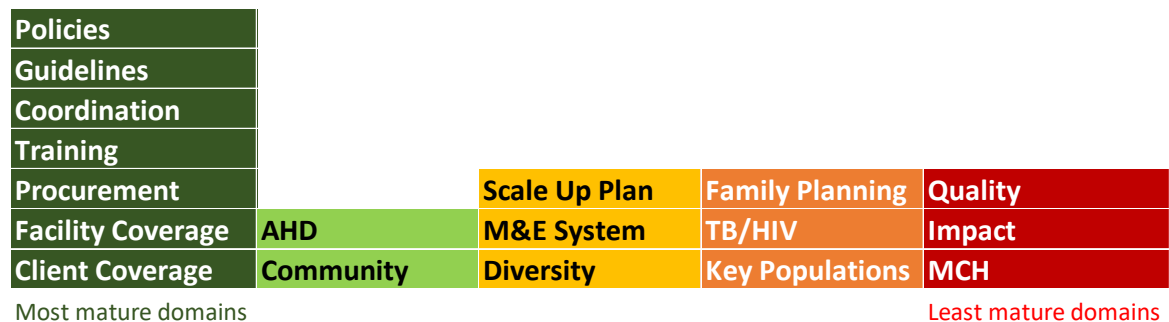 Policies
Guidelines
Coordination
Training
Procurement Scale Up Plan Family Planning Quality
Facility Coverage AHD M&E System TB/HIV Impact
Client Coverage Community Diversity Key Populations MCH
Most mature domains Least mature domains